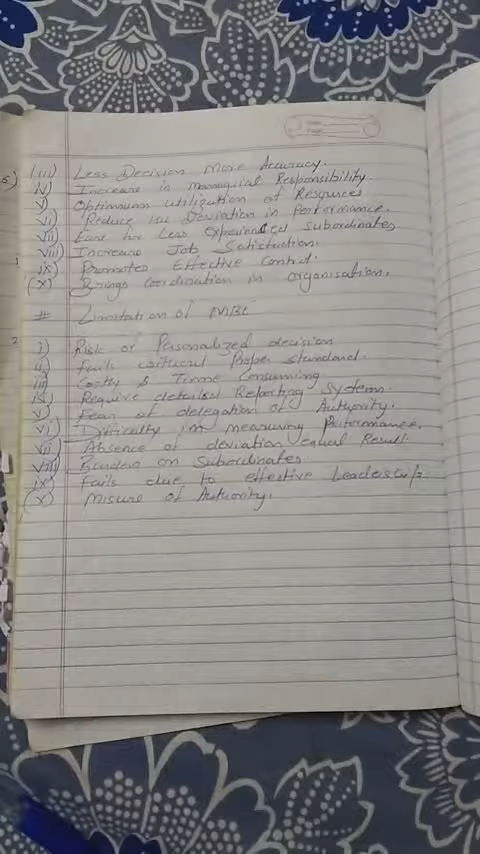 iii) Less Decision More Accuracy.
iv) Increase in managrial Responsibility.
v) Optimum utilization of Resources
vi) Reduce in Deviation in performance.
vii) Ease for Less Experienced subordinates
viii) Increase Job Satisfaction.
ix) Promotes Effective Control.
(x) Brings Coordination in organisation.
# Limitation of MBE
i) Risk of Personalized decision
ii) fails without Proper standard.
iii) Costly & Time Consuming
iv) Require detailed Reporting Systems
v) Fear of delegation of Authority.
vi) Difficulty in measuring Performance.
vii) Absence of deviation equal Result.
viii) Burden on Subordinates
ix) fails due to effective Leadership
(x) Misuse of Authority.